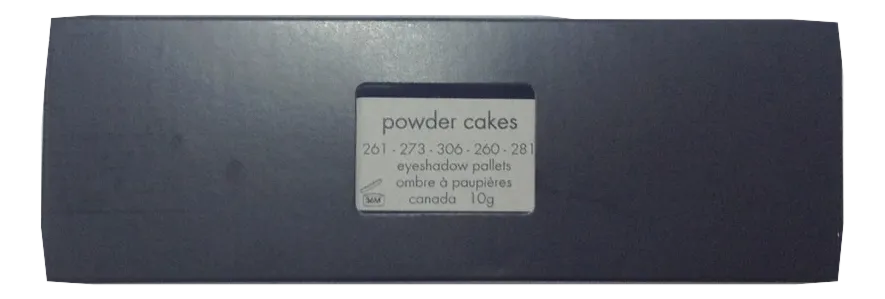 powder cakes
261 - 273 - 306 - 260 - 281
eyeshadow pallets
ombre à paupières
canada 10g
36M